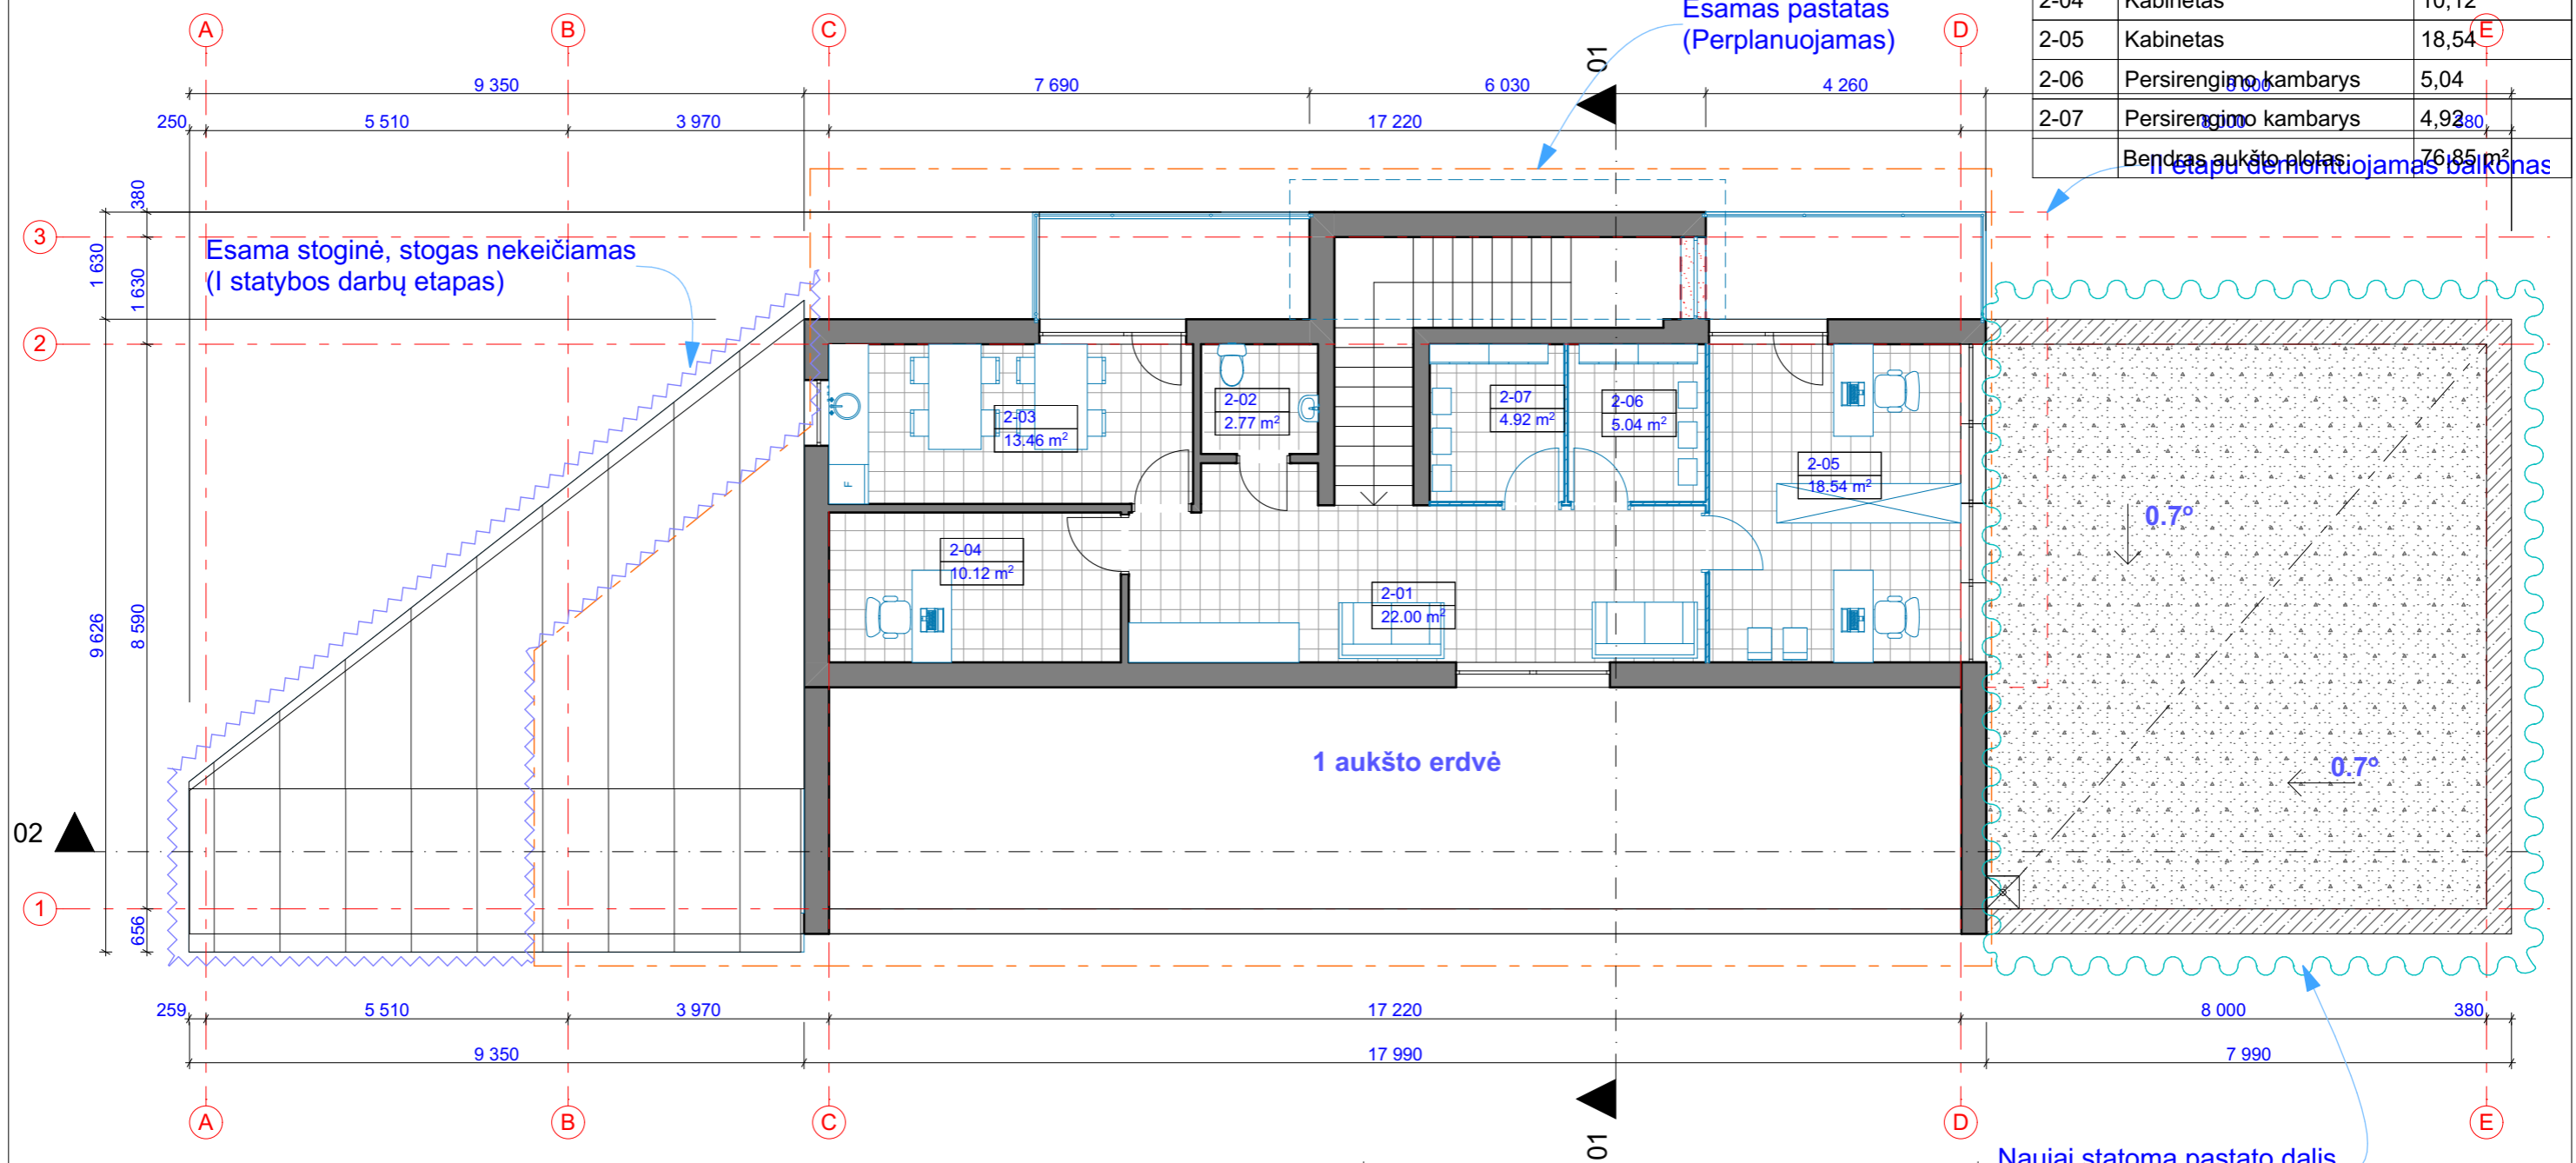 Esamas pastatas
(Perplanuojamas)
2-04 Kabinetas 10,12
2-05 Kabinetas 18,54
2-06 Persirengimo kambarys 5,04
2-07 Persirengimo kambarys 4,92
Bendras aukšto plotas: 76,85 m²
II etapu demontuojamas balkonas
A B C D E
01
9 350 7 690 6 030 4 260 8 000
250 5 510 3 970 17 220 8 000 380
380
3
1 630
1 630
Esama stoginė, stogas nekeičiamas
(I statybos darbų etapas)
2
2-03
13.46 m²
2-02
2.77 m²
2-07
4.92 m²
2-06
5.04 m²
2-05
18.54 m²
F
2-04
10.12 m²
2-01
22.00 m²
0.7°
0.7°
9 626
8 590
1 aukšto erdvė
02
1
656
259 5 510 3 970 17 220 8 000 380
9 350 17 990 7 990
A B C D E
01
Naujai statoma pastato dalis